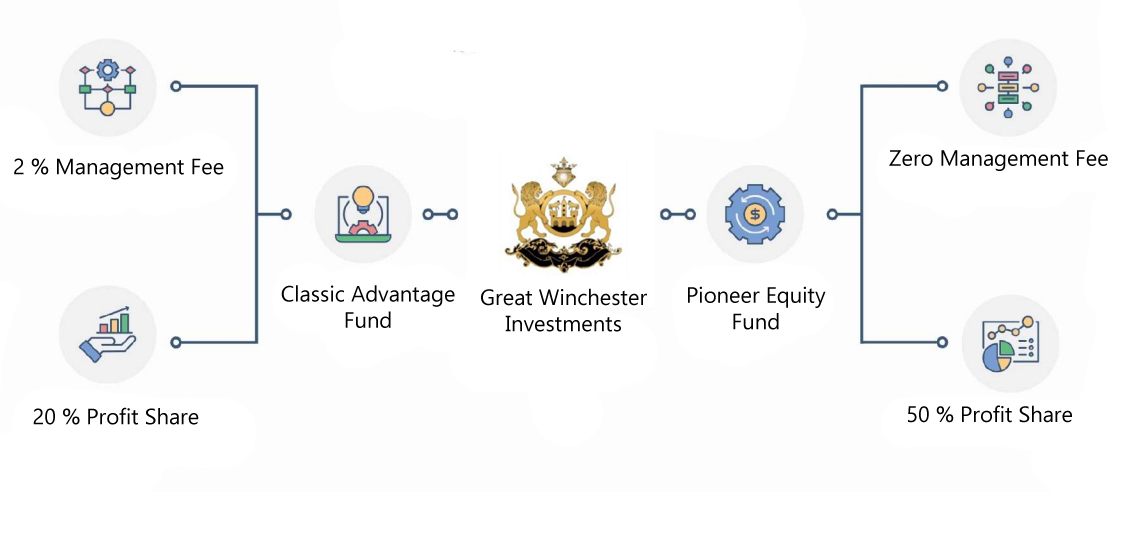 2 % Management Fee
20 % Profit Share
Classic Advantage
Fund
Great Winchester
Investments
Pioneer Equity
Fund
$
Zero Management Fee
50 % Profit Share